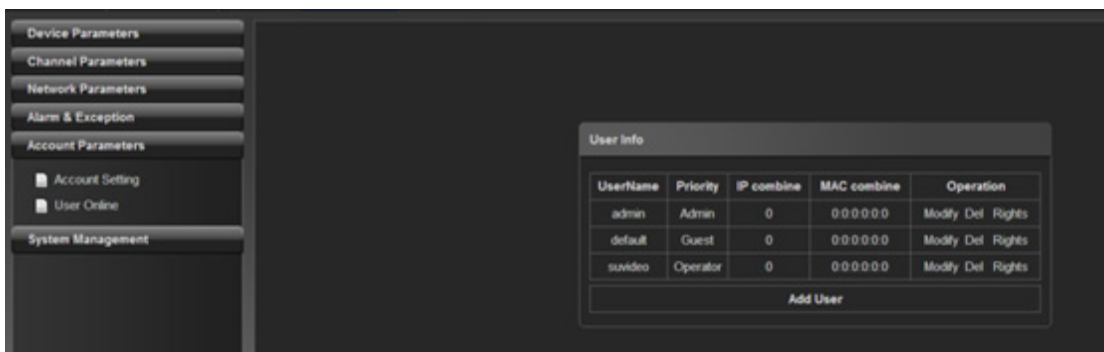 Device Parameters
Channel Parameters
Network Parameters
Alarm & Exception
Account Parameters
Account Setting
User Online
System Management
User Info
UserName Priority IP combine MAC combine Operation
admin Admin 0 0:0:0:0:0:0 Modify Del Rights
default Guest 0 0:0:0:0:0:0 Modify Del Rights
suvideo Operator 0 0:0:0:0:0:0 Modify Del Rights
Add User